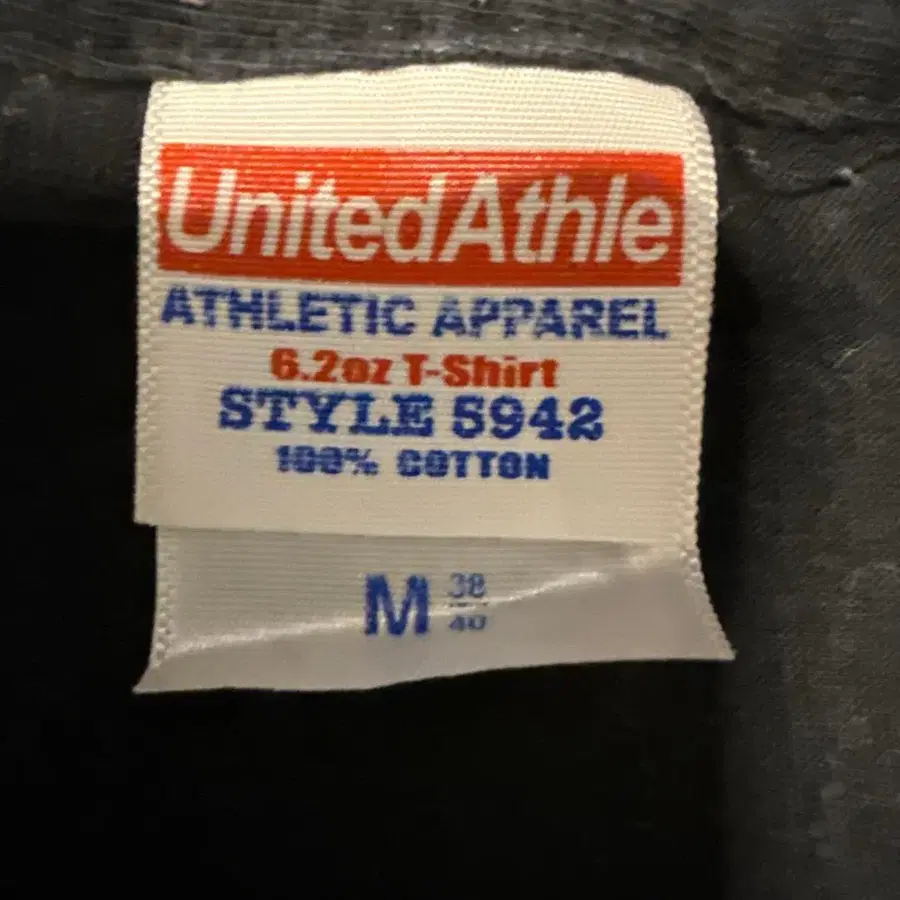 UnitedAthle
ATHLETIC APPAREL
6.2oz T-Shirt
STYLE 5942
100% COTTON
M 38
40